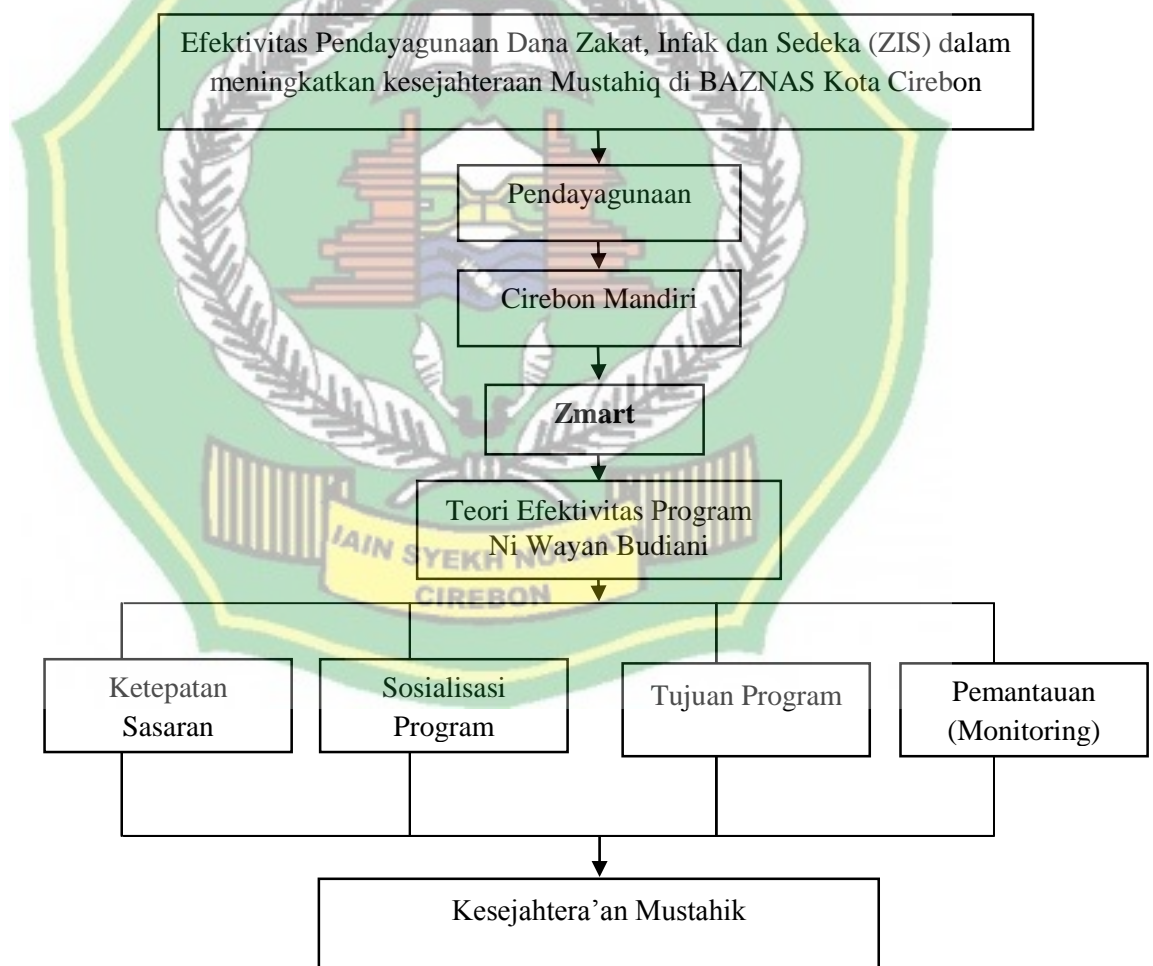 Efektivitas Pendayagunaan Dana Zakat, Infak dan Sedeka (ZIS) dalam
meningkatkan kesejahteraan Mustahiq di BAZNAS Kota Cirebon
Pendayagunaan
Cirebon Mandiri
Zmart
Teori Efektivitas Program
Ni Wayan Budiani
IAIN SYEKH NURJATI
CIREBON
Ketepatan
Sasaran
Sosialisasi
Program
Tujuan Program
Pemantauan
(Monitoring)
Kesejahtera’an Mustahik